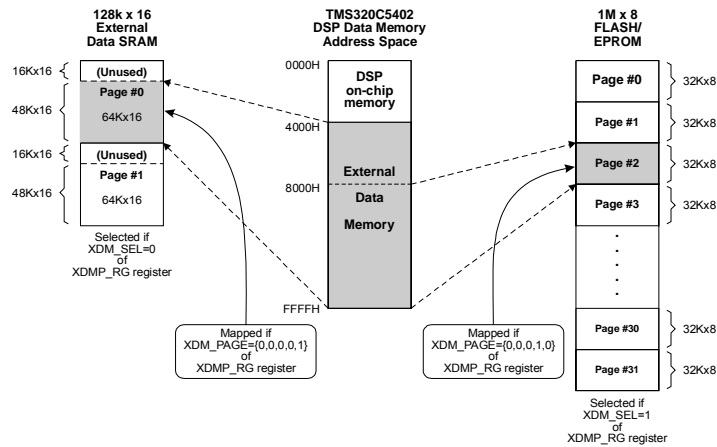 128k x 16
External
Data SRAM
16Kx16
(Unused)
Page #0
48Kx16
64Kx16
16Kx16
(Unused)
Page #1
48Kx16
64Kx16
Selected if
XDM_SEL=0
of
XDMP_RG register
TMS320C5402
DSP Data Memory
Address Space
0000H
DSP
on-chip
memory
4000H
External
8000H
Data
Memory
FFFFH
Mapped if
XDM_PAGE={0,0,0,0,1}
of
XDMP_RG register
Mapped if
XDM_PAGE={0,0,0,1,0}
of
XDMP_RG register
1M x 8
FLASH/
EPROM
Page #0
32Kx8
Page #1
32Kx8
Page #2
32Kx8
Page #3
32Kx8
Page #30
32Kx8
Page #31
32Kx8
Selected if
XDM_SEL=1
of
XDMP_RG register